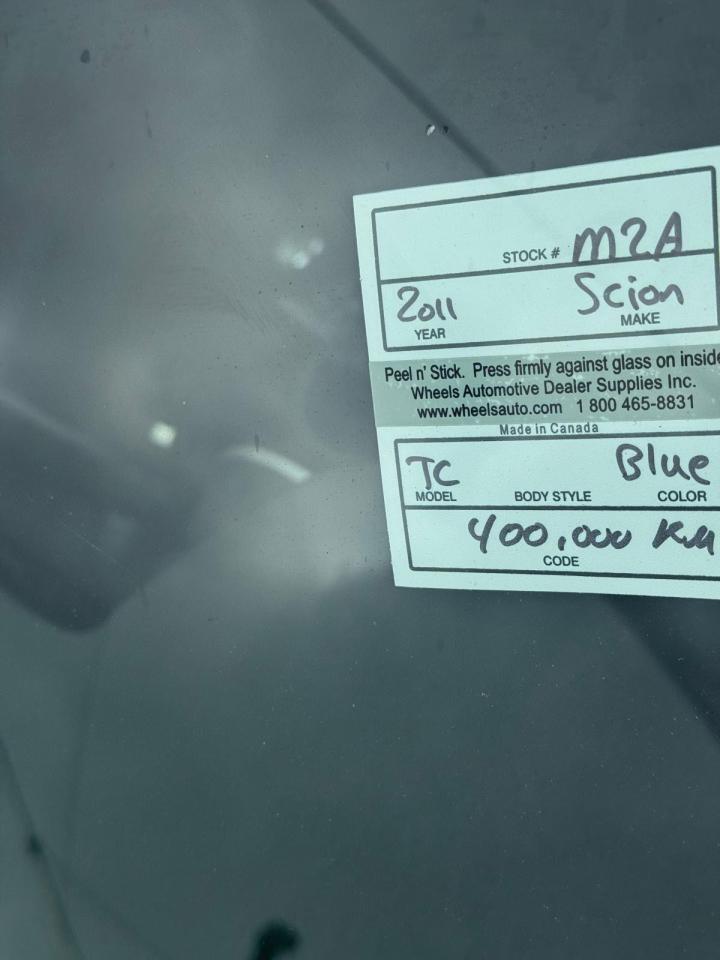 STOCK # M2A
2011 Scion
YEAR MAKE
Peel n' Stick. Press firmly against glass on inside
Wheels Automotive Dealer Supplies Inc.
www.wheelsauto.com 1 800 465-8831
Made in Canada
TC Blue
MODEL BODY STYLE COLOR
400,000 KM
CODE